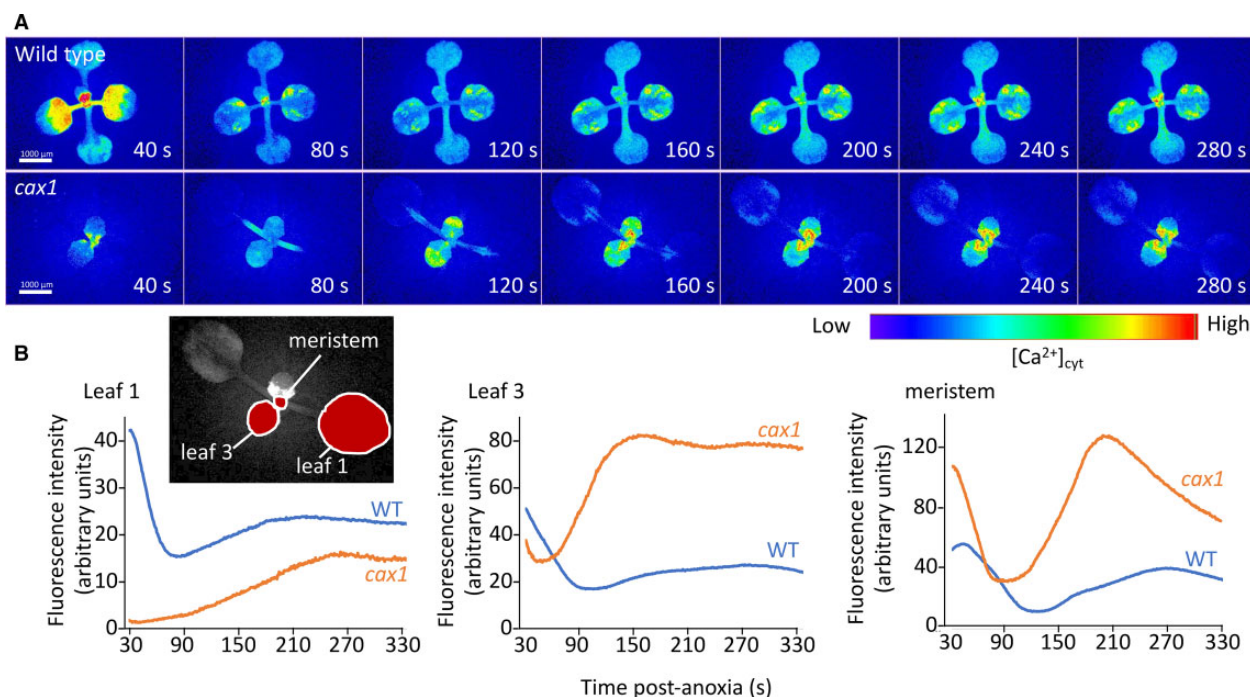 A
Wild type
40 s 80 s 120 s 160 s 200 s 240 s 280 s
1000 µm
cax1
40 s 80 s 120 s 160 s 200 s 240 s 280 s
1000 µm
Low High
[Ca²⁺]cyt
B
Leaf 1
meristem
leaf 3
leaf 1
Fluorescence intensity
(arbitrary units)
40
30
20
10
0
WT
cax1
30 90 150 210 270 330
Leaf 3
Fluorescence intensity
(arbitrary units)
80
60
40
20
0
cax1
WT
30 90 150 210 270 330
meristem
Fluorescence intensity
(arbitrary units)
120
80
40
0
cax1
WT
30 90 150 210 270 330
Time post-anoxia (s)